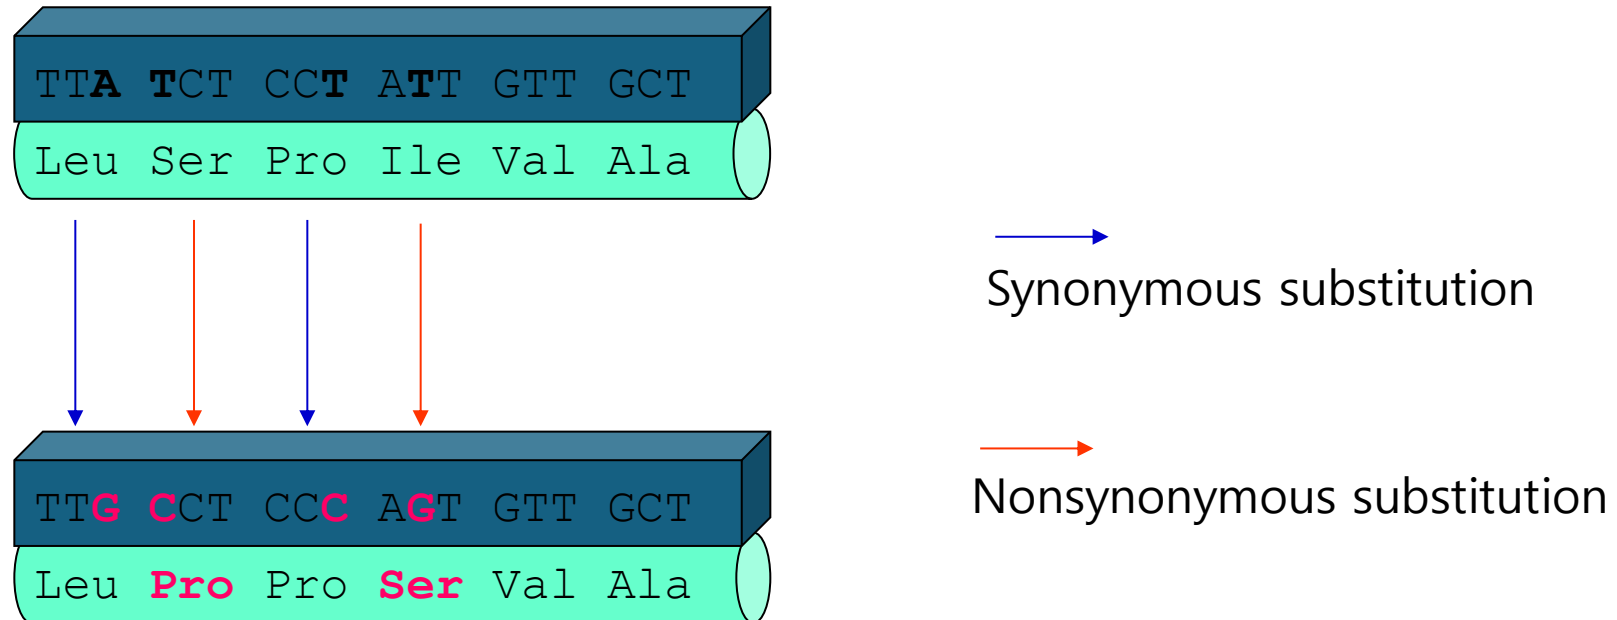 TTA TCT CCT ATT GTT GCT
Leu Ser Pro Ile Val Ala
Synonymous substitution
TTG CCT CCC AGT GTT GCT
Nonsynonymous substitution
Leu Pro Pro Ser Val Ala